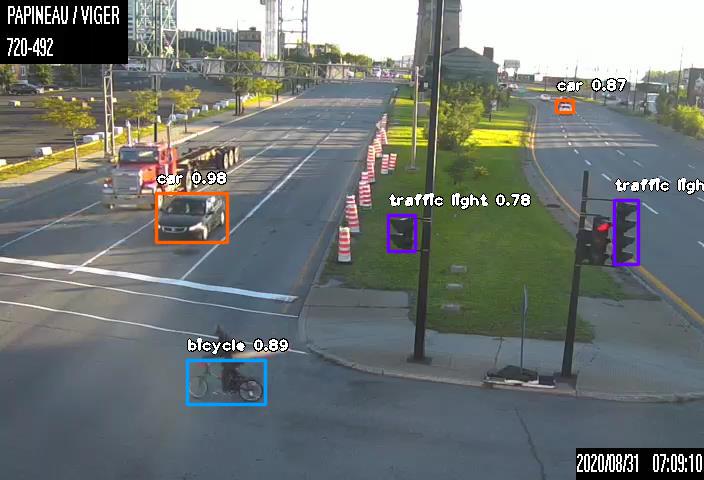 PAPINEAU / VIGER
720-492
car 0.87
car 0.98
traffic light 0.78
traffic ligh
bicycle 0.89
2020/08/31 07:09:10